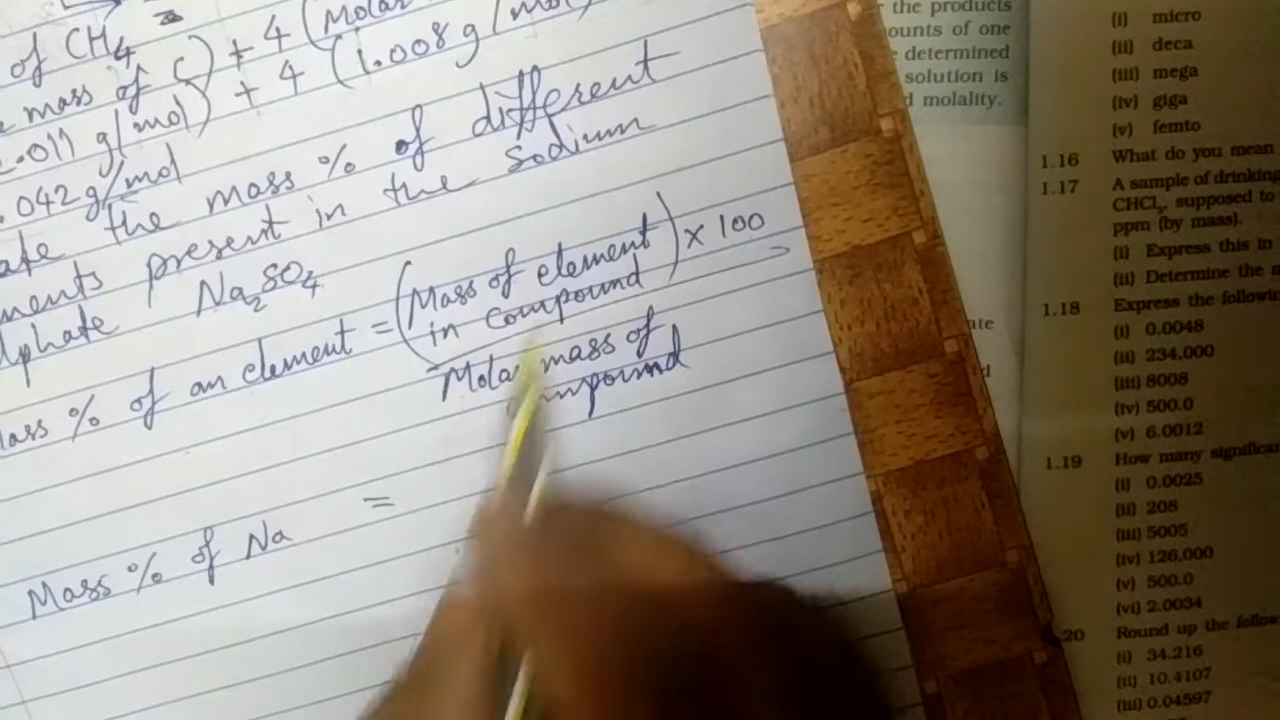 of CH4 =
mass of C) + 4 (Molar
.011 g/mol) + 4 (1.008 g/mol
.042 g/mol
ate the mass % of different
ments present in the sodium
lphate Na2SO4
ass % of an element = (Mass of element in compound / Molar mass of compound) × 100
Mass % of Na =
the products
ounts of one
determined
solution is
molality.
(i) micro
(ii) deca
(iii) mega
(iv) giga
(v) femto
1.16 What do you mean
1.17 A sample of drinking
CHCl3, supposed to
ppm (by mass).
(i) Express this in
(ii) Determine the m
1.18 Express the followin
(i) 0.0048
(ii) 234,000
(iii) 8008
(iv) 500.0
(v) 6.0012
1.19 How many significa
(i) 0.0025
(ii) 208
(iii) 5005
(iv) 126,000
(v) 500.0
(vi) 2.0034
.20 Round up the follow
(i) 34.216
(ii) 10.4107
(iii) 0.04597